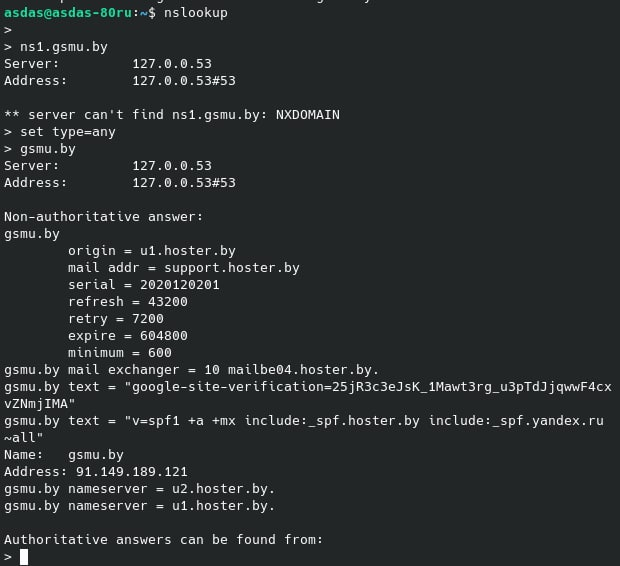 asdas@asdas-80ru:~$ nslookup
>
> ns1.gsmu.by
Server:         127.0.0.53
Address:        127.0.0.53#53
** server can't find ns1.gsmu.by: NXDOMAIN
> set type=any
> gsmu.by
Server:         127.0.0.53
Address:        127.0.0.53#53
Non-authoritative answer:
gsmu.by
        origin = u1.hoster.by
        mail addr = support.hoster.by
        serial = 2020120201
        refresh = 43200
        retry = 7200
        expire = 604800
        minimum = 600
gsmu.by mail exchanger = 10 mailbe04.hoster.by.
gsmu.by text = "google-site-verification=25jR3c3eJsK_1Mawt3rg_u3pTdJjqwwF4cx
vZNmjIMA"
gsmu.by text = "v=spf1 +a +mx include:_spf.hoster.by include:_spf.yandex.ru
~all"
Name:   gsmu.by
Address: 91.149.189.121
gsmu.by nameserver = u2.hoster.by.
gsmu.by nameserver = u1.hoster.by.
Authoritative answers can be found from:
>